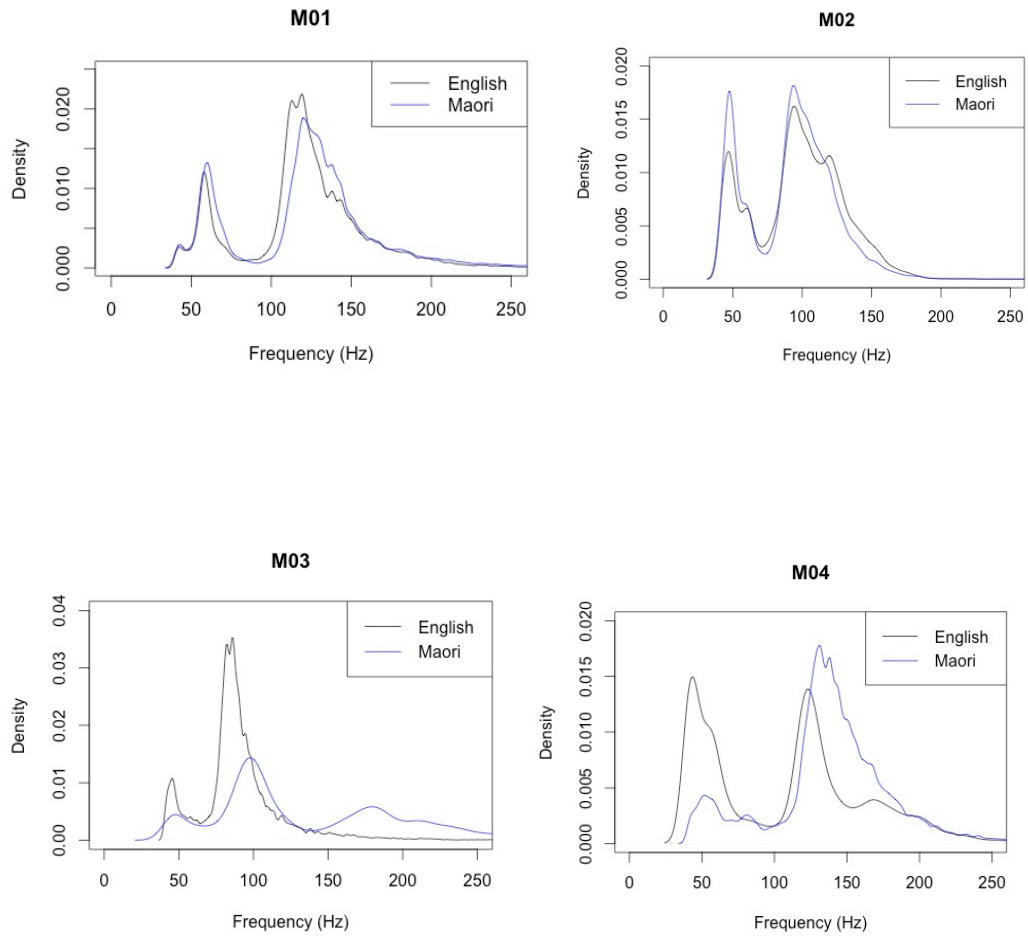 M01
English
Maori
Density
0.000 0.010 0.020
0 50 100 150 200 250
Frequency (Hz)
M02
English
Maori
Density
0.000 0.005 0.010 0.015 0.020
0 50 100 150 200 250
Frequency (Hz)
M03
English
Maori
Density
0.00 0.01 0.02 0.03 0.04
0 50 100 150 200 250
Frequency (Hz)
M04
English
Maori
Density
0.000 0.005 0.010 0.015 0.020
0 50 100 150 200 250
Frequency (Hz)